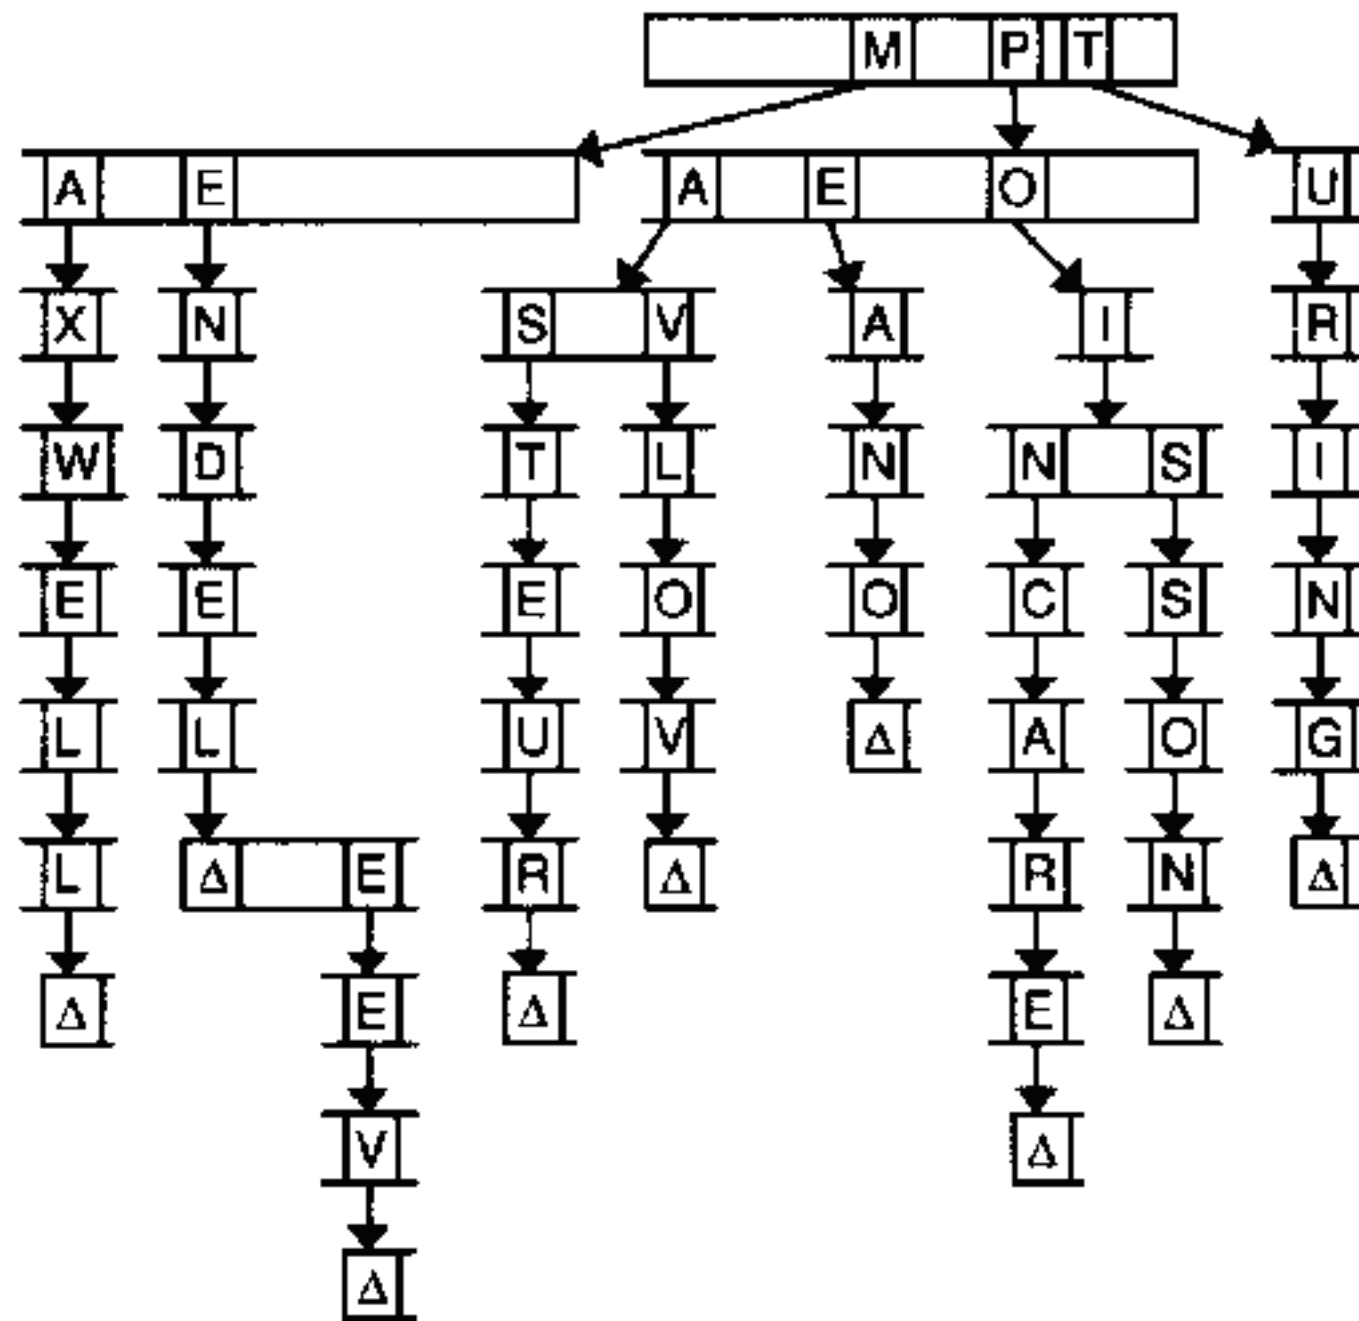 M P T
A E A E O U
X N S V A I R
W D T L N N S I
E E E O O C S N
L L U V Δ A O G
L Δ E R Δ R N Δ
Δ E Δ E Δ
V Δ
Δ